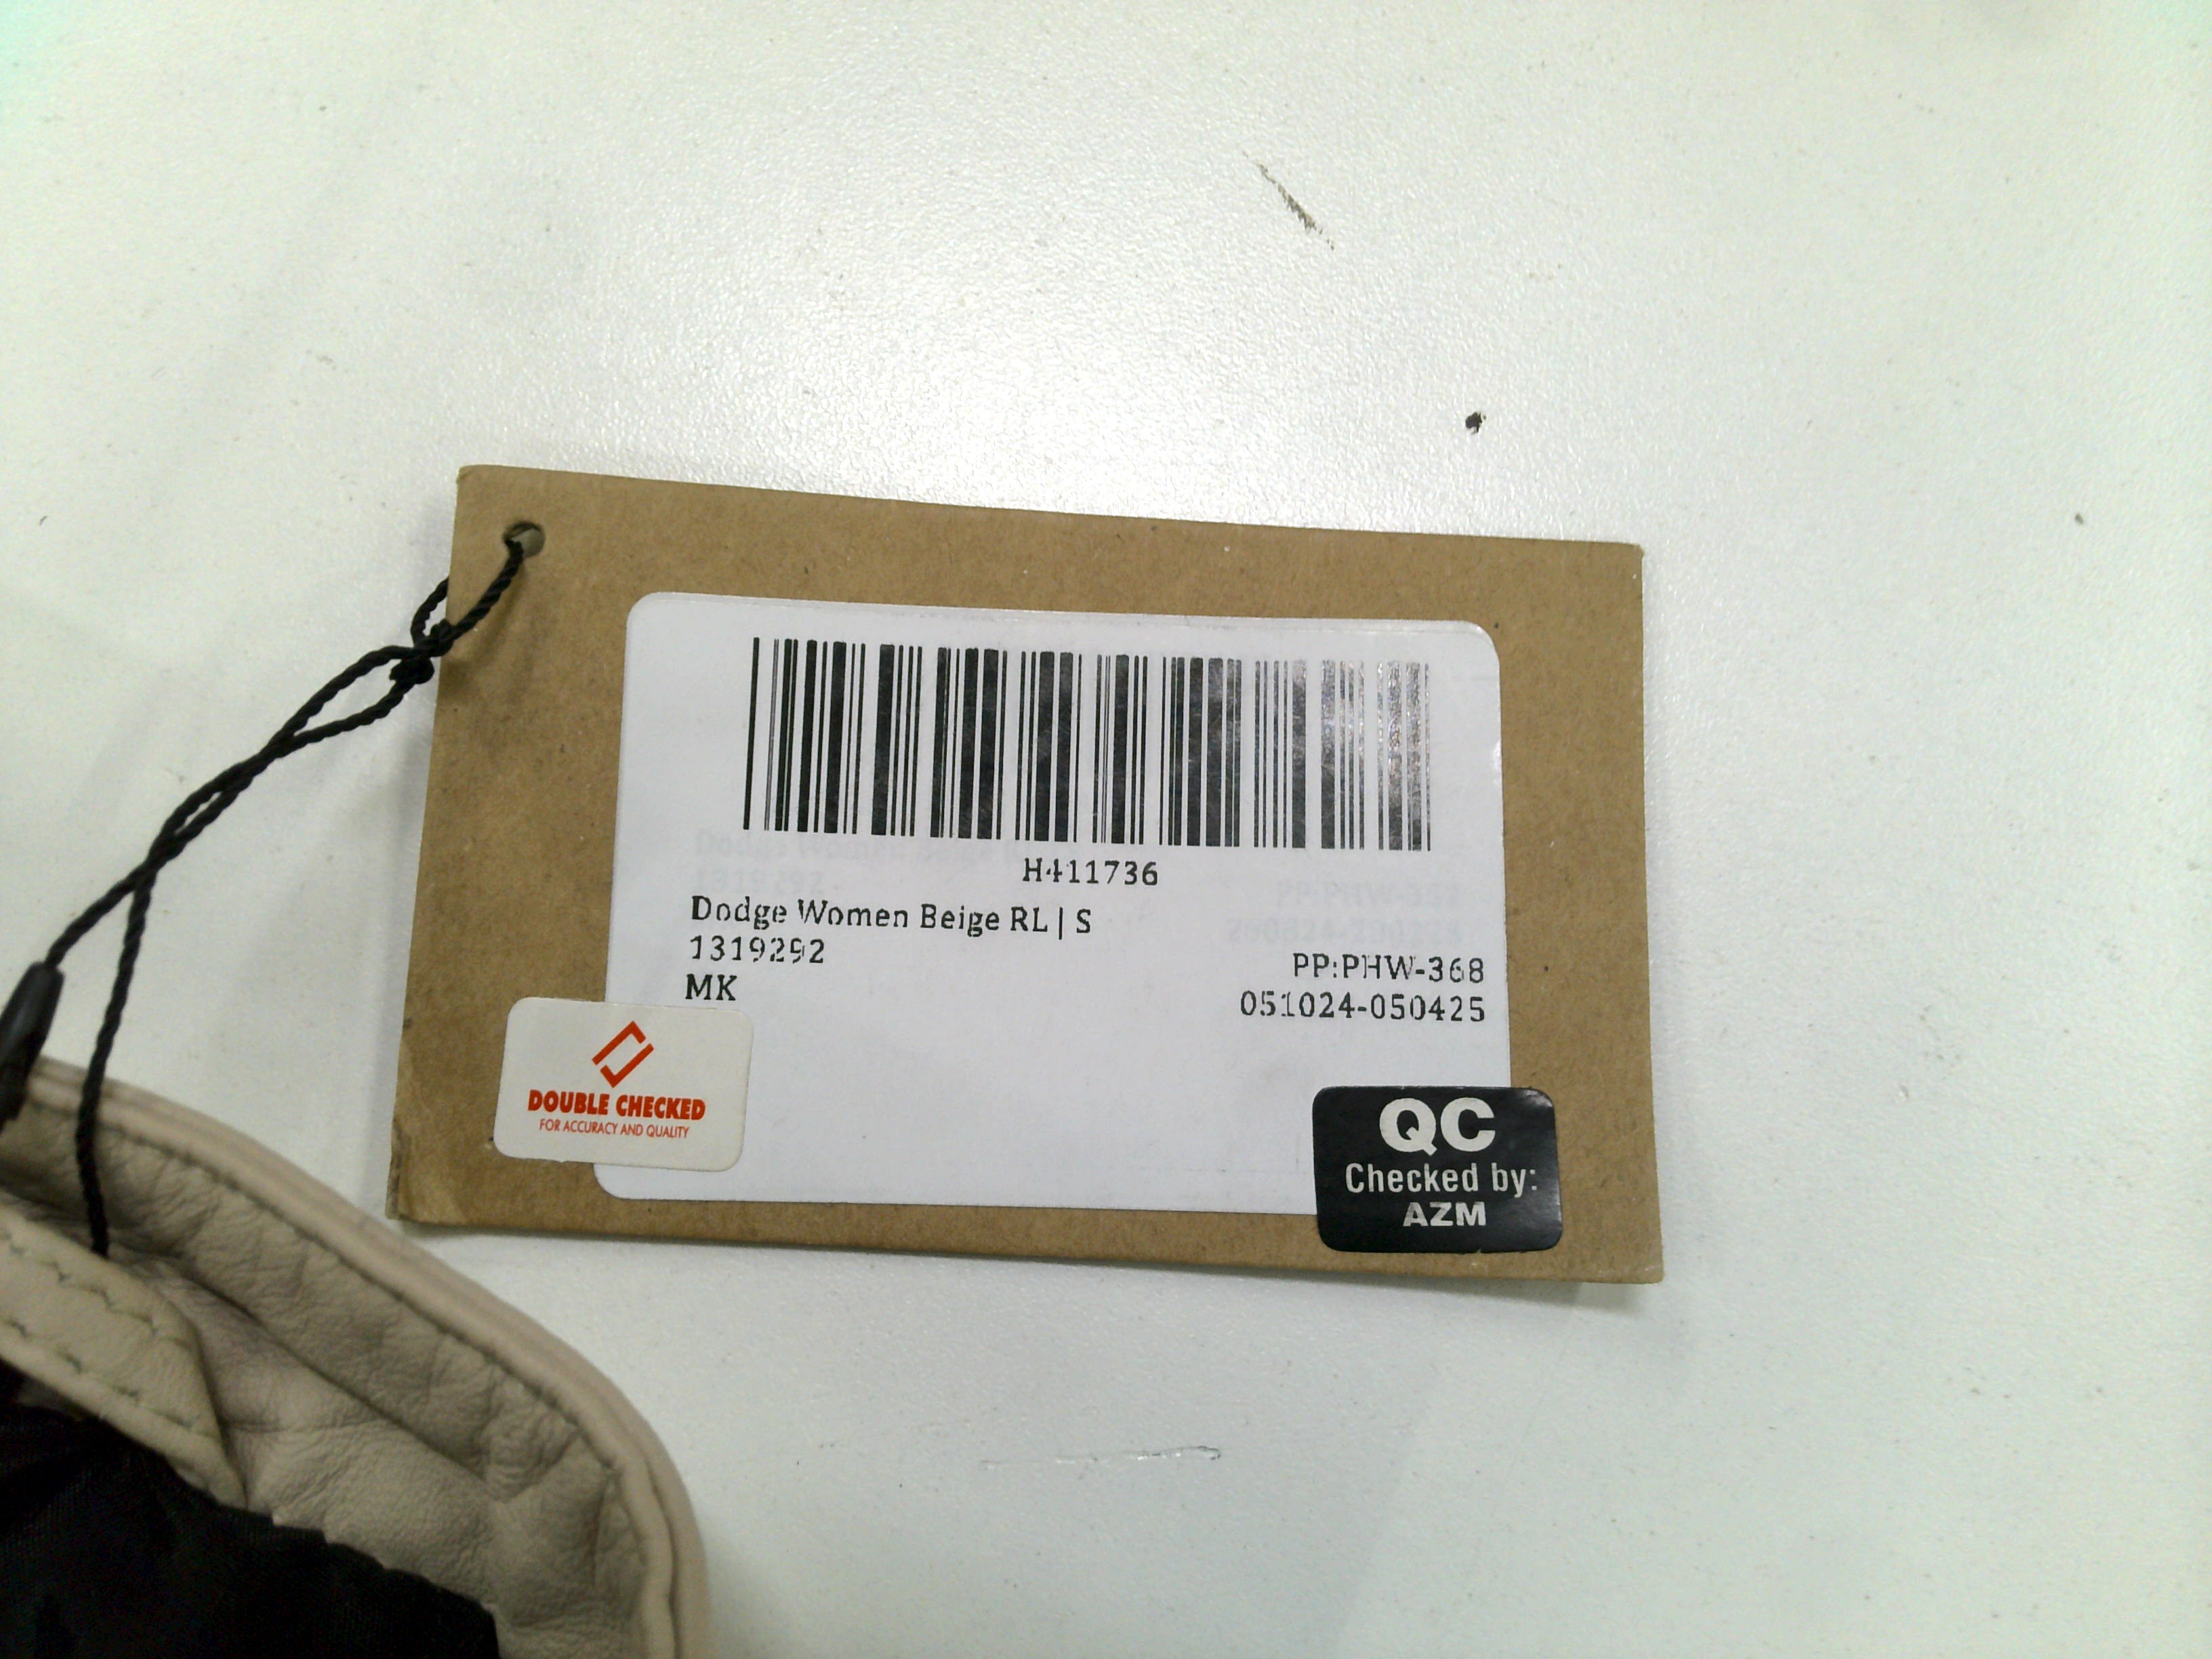 H411736
Dodge Women Beige RL | S
1319292
PP:PHW-368
MK
051024-050425
DOUBLE CHECKED
FOR ACCURACY AND QUALITY
QC
Checked by:
AZM